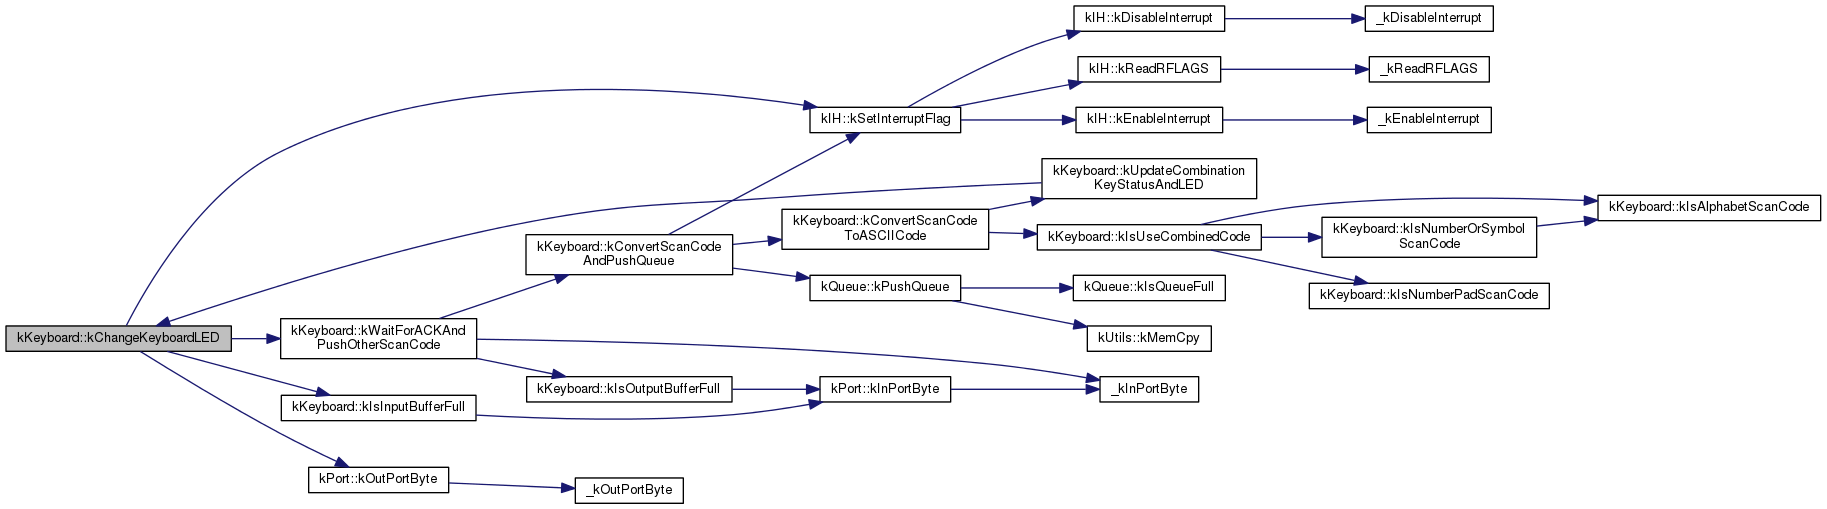 kIH::kDisableInterrupt
_kDisableInterrupt
kIH::kReadRFLAGS
_kReadRFLAGS
kIH::kSetInterruptFlag
kIH::kEnableInterrupt
_kEnableInterrupt
kKeyboard::kUpdateCombination
KeyStatusAndLED
kKeyboard::kIsAlphabetScanCode
kKeyboard::kConvertScanCode
ToASCIICode
kKeyboard::kIsUseCombinedCode
kKeyboard::kIsNumberOrSymbol
ScanCode
kKeyboard::kConvertScanCode
AndPushQueue
kQueue::kPushQueue
kQueue::kIsQueueFull
kKeyboard::kIsNumberPadScanCode
kKeyboard::kChangeKeyboardLED
kKeyboard::kWaitForACKAnd
PushOtherScanCode
kUtils::kMemCpy
kKeyboard::kIsOutputBufferFull
kPort::kInPortByte
_kInPortByte
kKeyboard::kIsInputBufferFull
kPort::kOutPortByte
_kOutPortByte